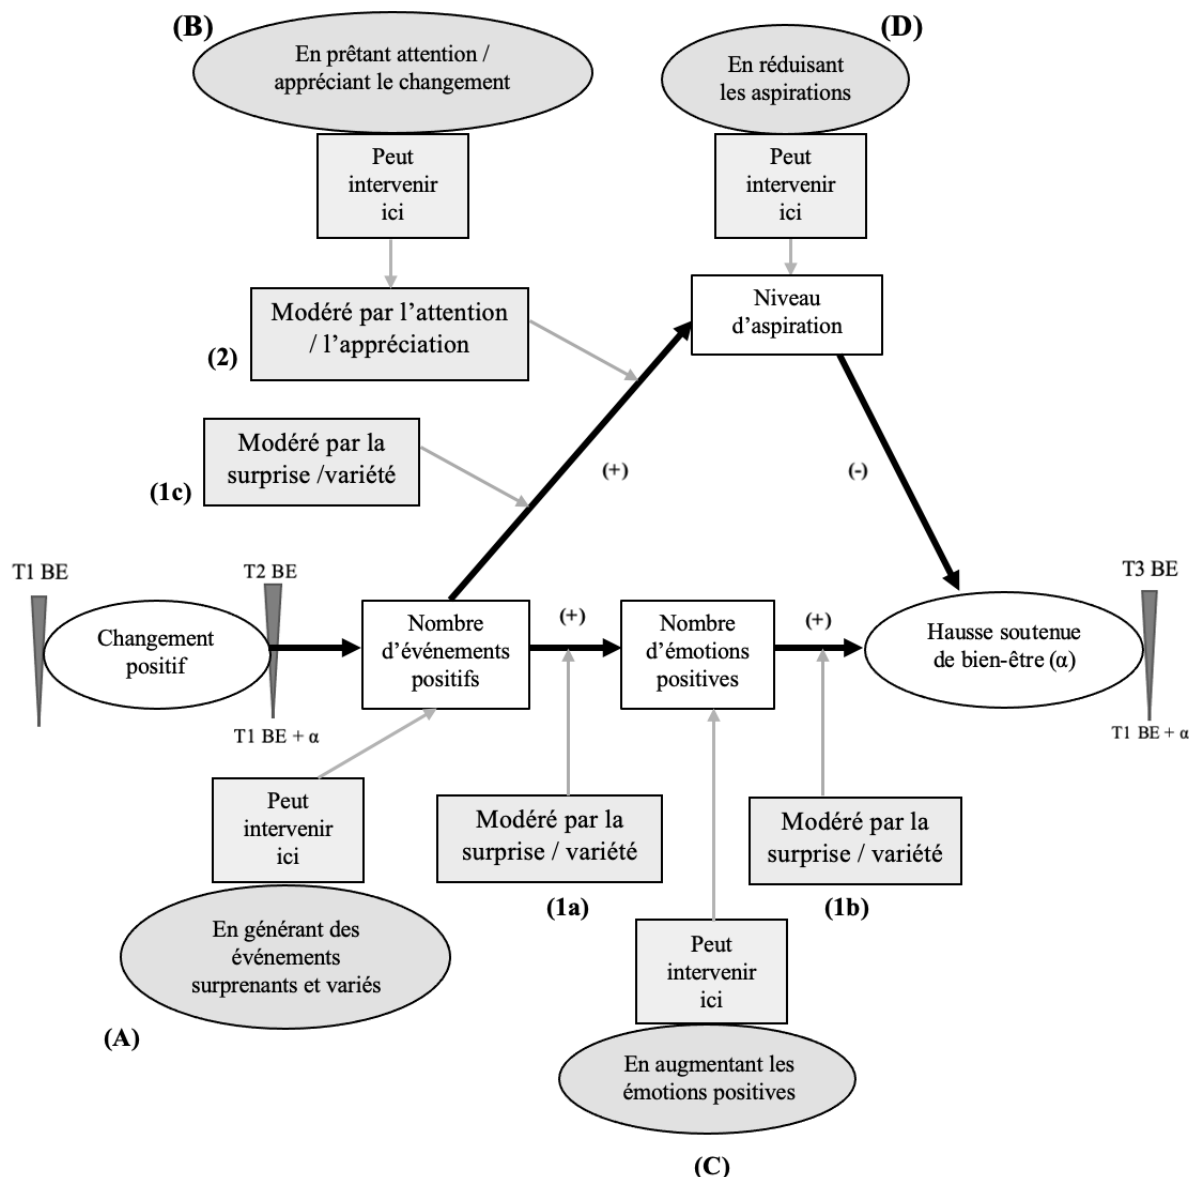 (B)
En prêtant attention /
appréciant le changement
(D)
En réduisant
les aspirations
Peut
intervenir
ici
Peut
intervenir
ici
Modéré par l’attention
/ l’appréciation
(2)
Niveau
d’aspiration
Modéré par la
surprise /variété
(1c)
(+)
(-)
T1 BE
Changement
positif
T2 BE
T1 BE + α
Nombre
d’événements
positifs
(+)
Nombre
d’émotions
positives
(+)
Hausse soutenue
de bien-être (α)
T3 BE
T1 BE + α
Peut
intervenir
ici
En générant des
événements
surprenants et variés
(A)
Modéré par la
surprise / variété
(1a)
Modéré par la
surprise / variété
(1b)
Peut
intervenir
ici
En augmentant les
émotions positives
(C)